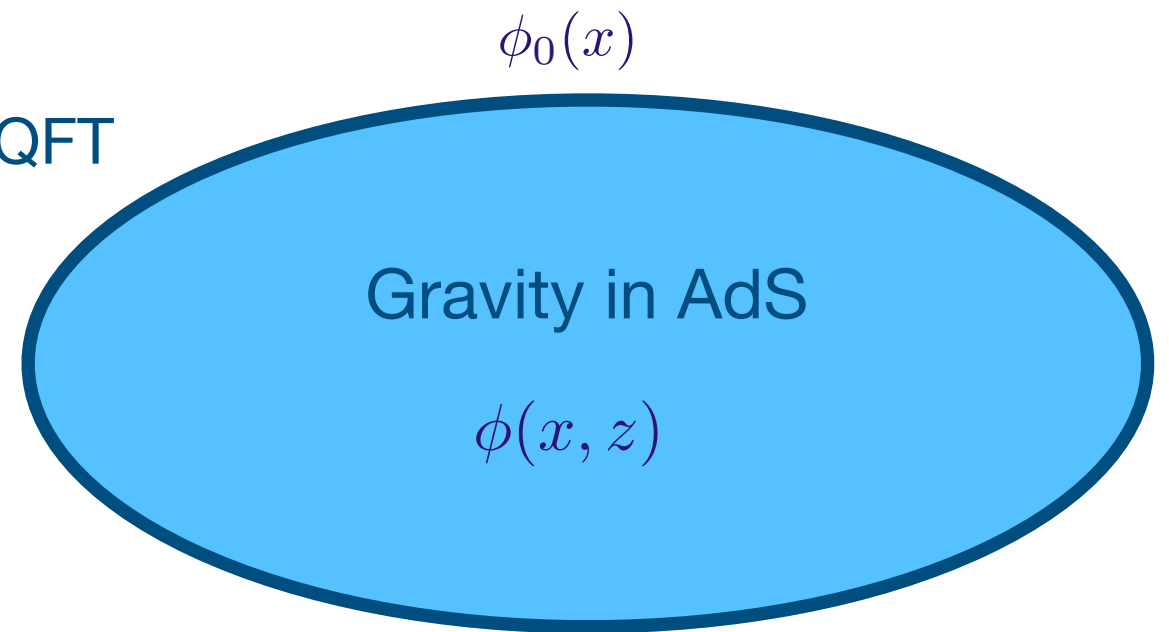 ϕ₀(x)
QFT
Gravity in AdS
ϕ(x, z)